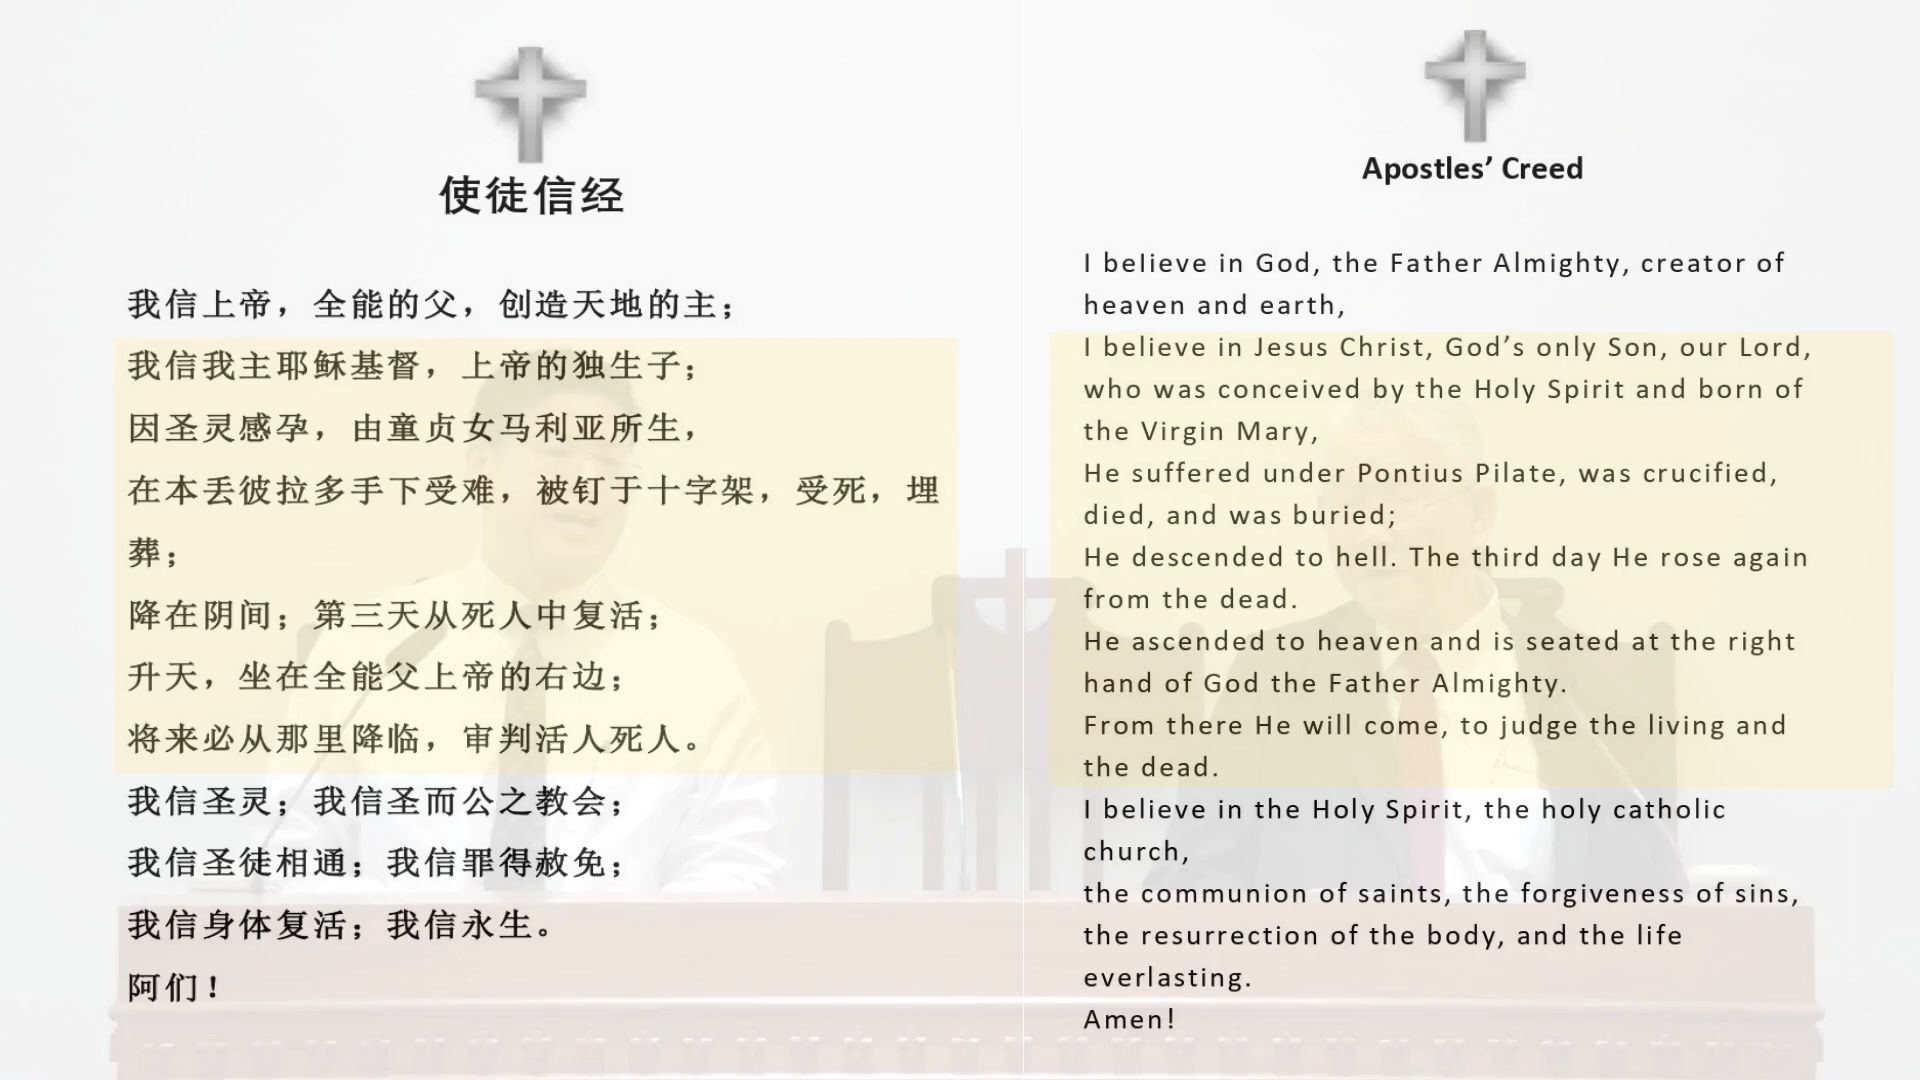 使徒信经
我信上帝，全能的父，创造天地的主；
我信我主耶稣基督，上帝的独生子；
因圣灵感孕，由童贞女马利亚所生，
在本丢彼拉多手下受难，被钉于十字架，受死，埋
葬；
降在阴间；第三天从死人中复活；
升天，坐在全能父上帝的右边；
将来必从那里降临，审判活人死人。
我信圣灵；我信圣而公之教会；
我信圣徒相通；我信罪得赦免；
我信身体复活；我信永生。
阿们！
Apostles’ Creed
I believe in God, the Father Almighty, creator of
heaven and earth,
I believe in Jesus Christ, God’s only Son, our Lord,
who was conceived by the Holy Spirit and born of
the Virgin Mary,
He suffered under Pontius Pilate, was crucified,
died, and was buried;
He descended to hell. The third day He rose again
from the dead.
He ascended to heaven and is seated at the right
hand of God the Father Almighty.
From there He will come, to judge the living and
the dead.
I believe in the Holy Spirit, the holy catholic
church,
the communion of saints, the forgiveness of sins,
the resurrection of the body, and the life
everlasting.
Amen!